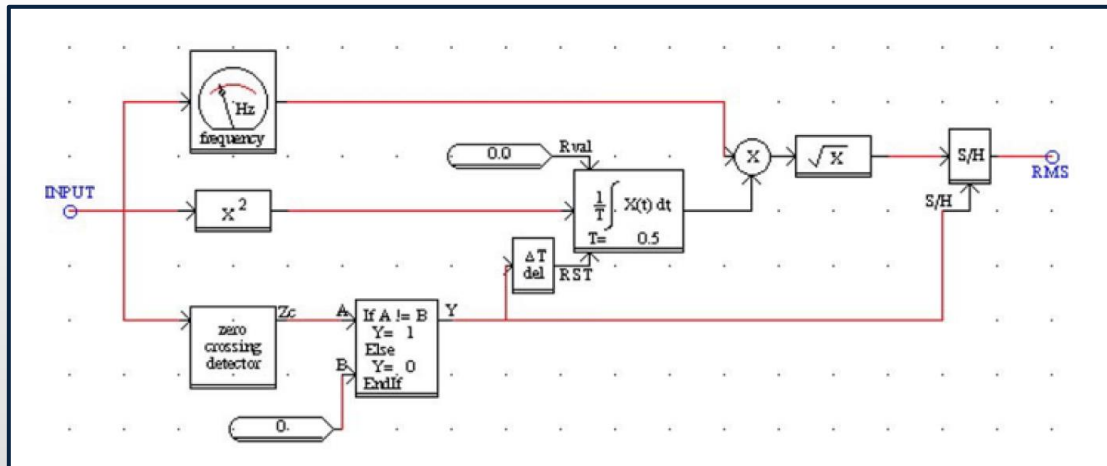 Hz
frequency
INPUT
X²
0.0
Rval
1/T ∫ X(t) dt
T= 0.5
X
√X
S/H
S/H
RMS
ΔT
del
RST
zero
crossing
detector
Zc
A
B
If A != B
Y= 1
Else
Y= 0
EndIf
Y
0.